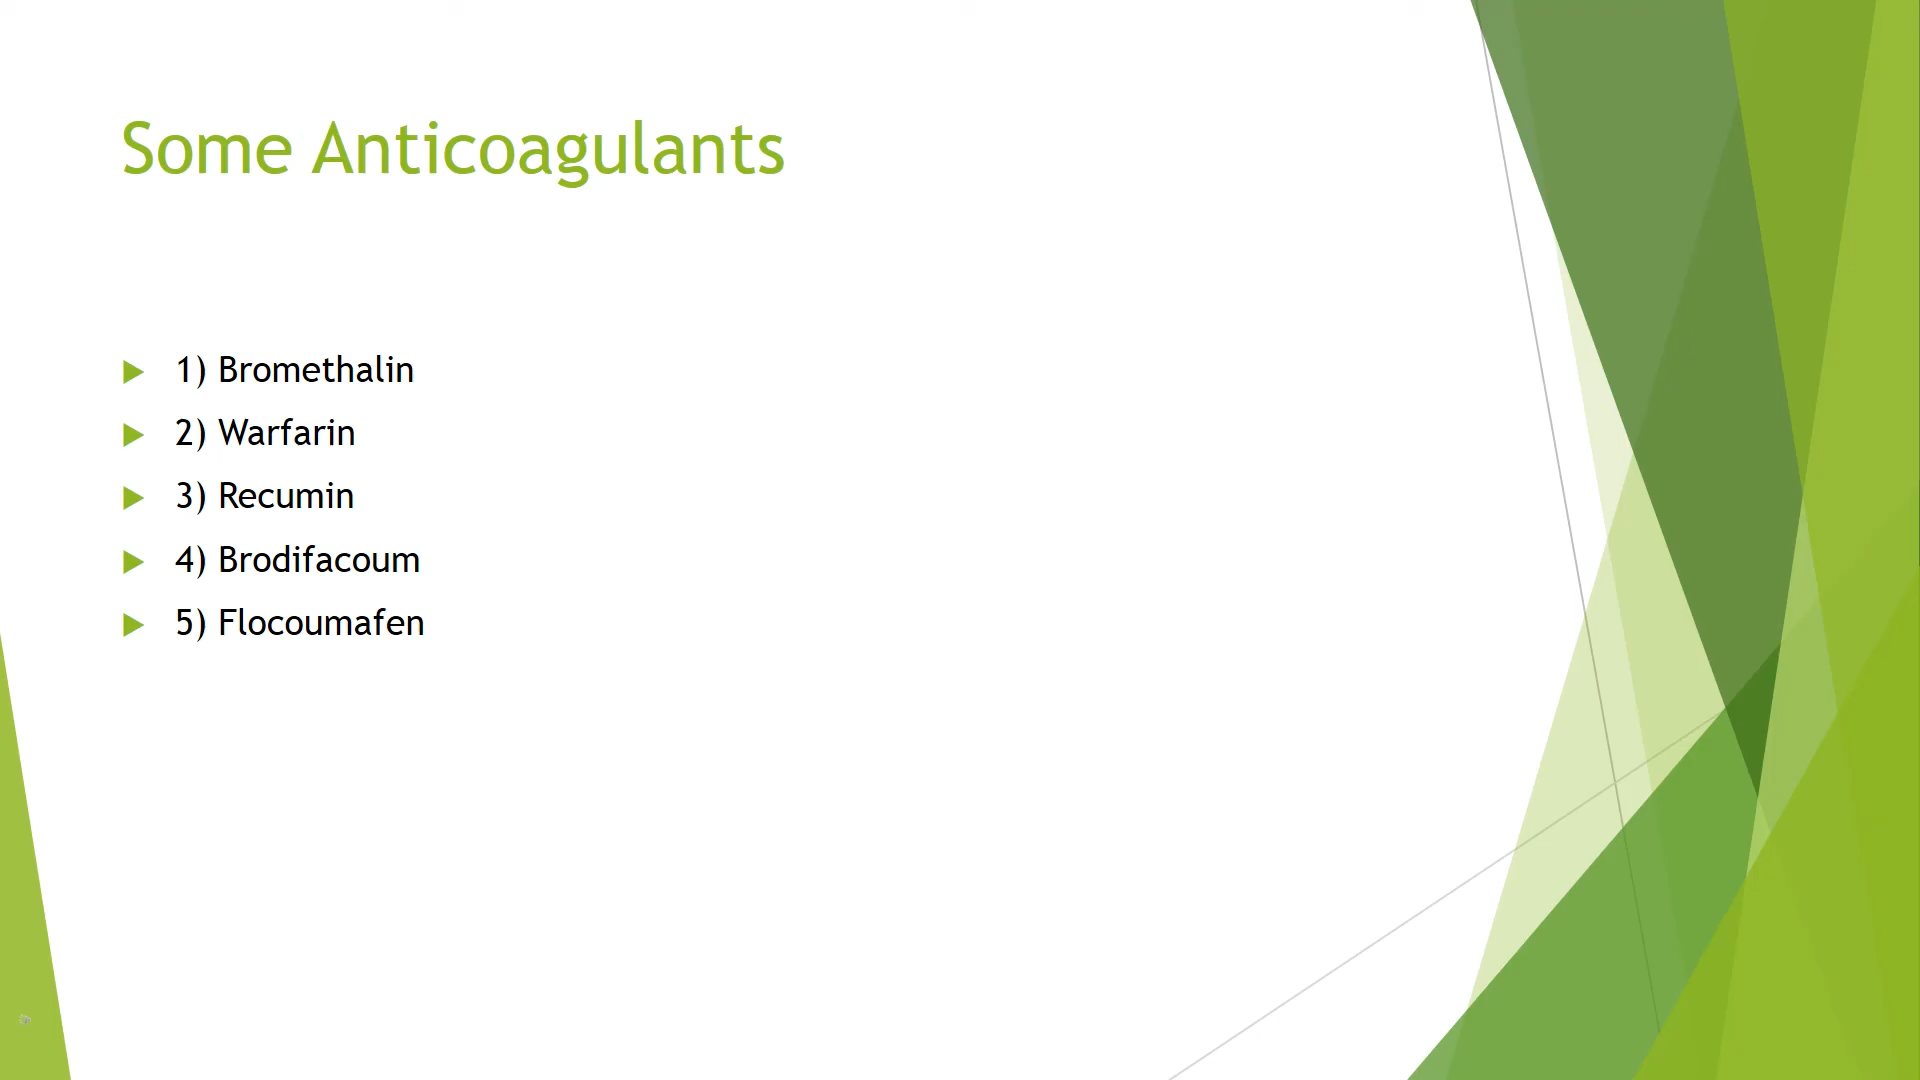 Some Anticoagulants
1) Bromethalin
2) Warfarin
3) Recumin
4) Brodifacoum
5) Flocoumafen